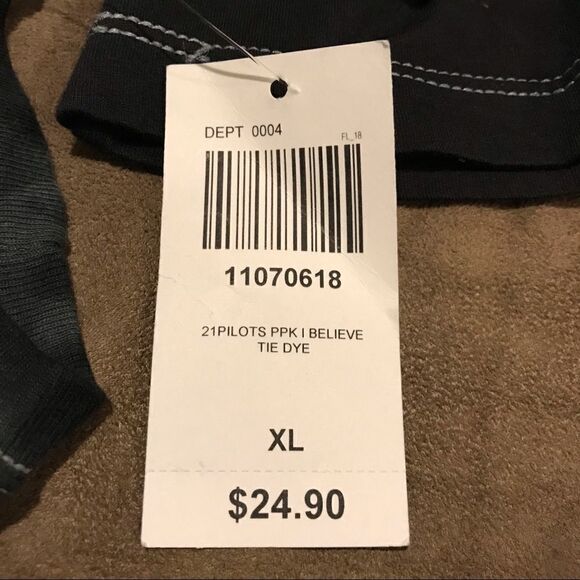 DEPT 0004
FL_18
11070618
21PILOTS PPK I BELIEVE
TIE DYE
XL
$24.90